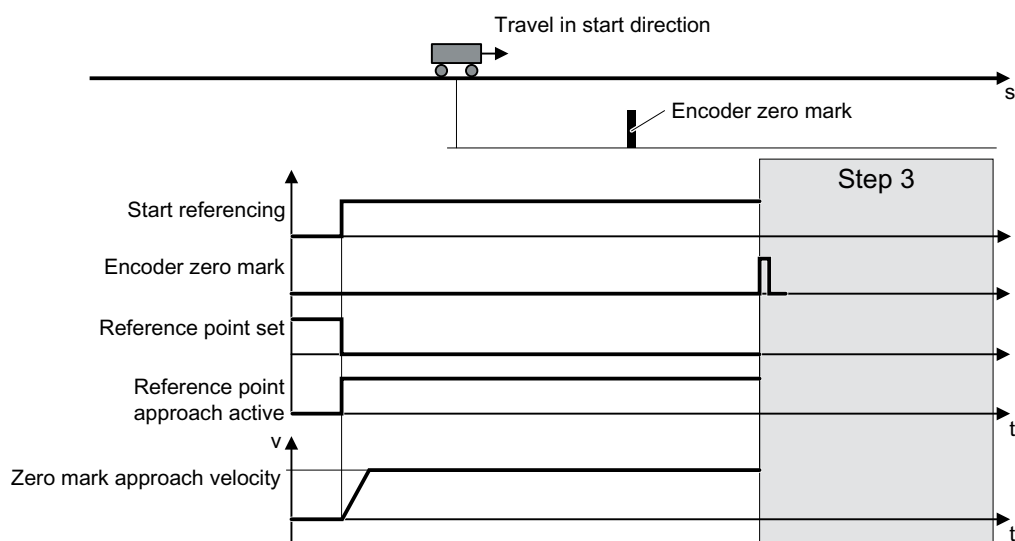 Travel in start direction
s
Encoder zero mark
Step 3
Start referencing
Encoder zero mark
Reference point set
Reference point
approach active
t
v
Zero mark approach velocity
t